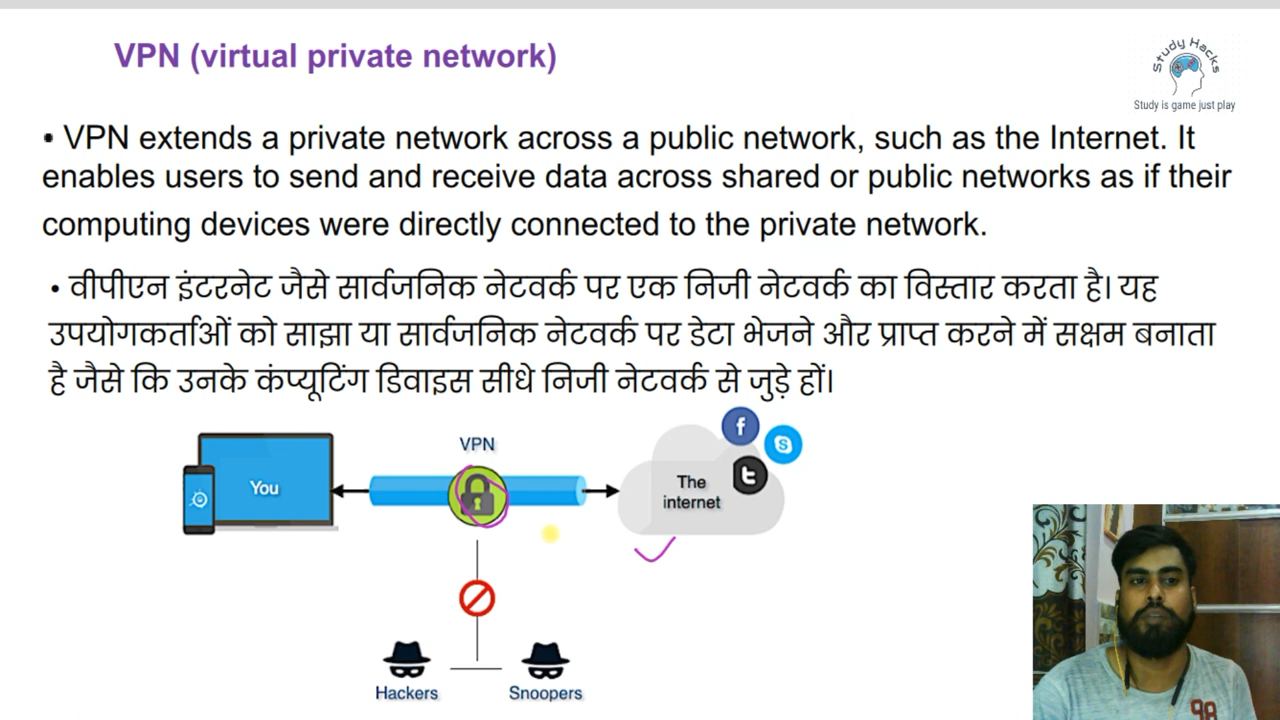 VPN (virtual private network)
Study Hacks
Study is game just play
• VPN extends a private network across a public network, such as the Internet. It
enables users to send and receive data across shared or public networks as if their
computing devices were directly connected to the private network.
• वीपीएन इंटरनेट जैसे सार्वजनिक नेटवर्क पर एक निजी नेटवर्क का विस्तार करता है। यह
उपयोगकर्ताओं को साझा या सार्वजनिक नेटवर्क पर डेटा भेजने और प्राप्त करने में सक्षम बनाता
है जैसे कि उनके कंप्यूटिंग डिवाइस सीधे निजी नेटवर्क से जुड़े हों।
VPN
You
The
internet
f
S
t
Hackers
Snoopers
98